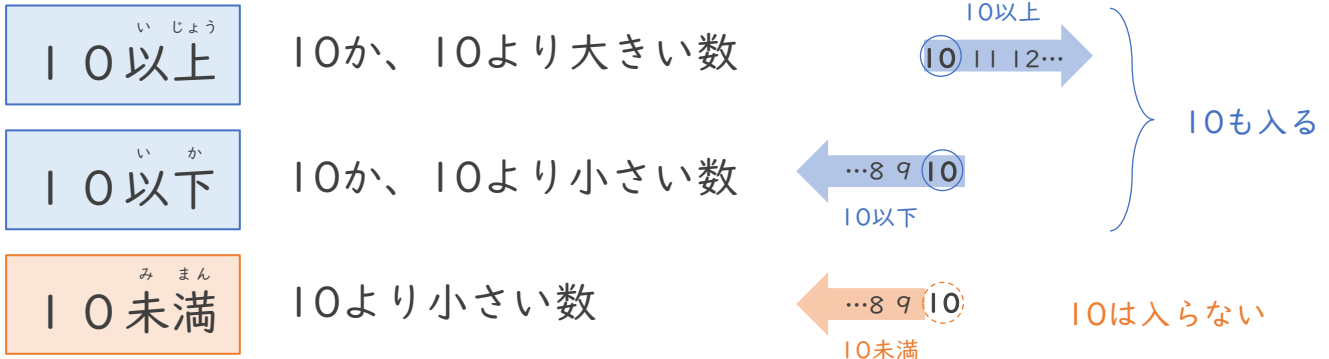 い じょう
10以上
10か、10より大きい数
10以上
10 11 12…
10も入る
い か
10以下
10か、10より小さい数
…8 9 10
10以下
み まん
10未満
10より小さい数
…8 9 10
10未満
10は入らない